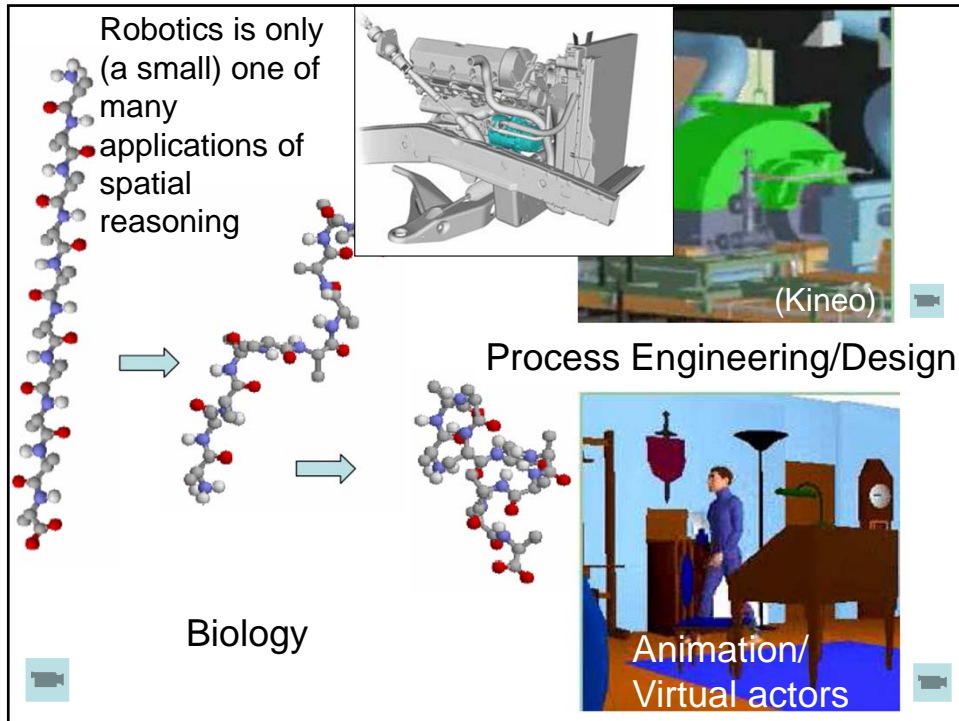 Robotics is only
(a small) one of
many
applications of
spatial
reasoning
(Kineo)
Process Engineering/Design
Biology
Animation/
Virtual actors